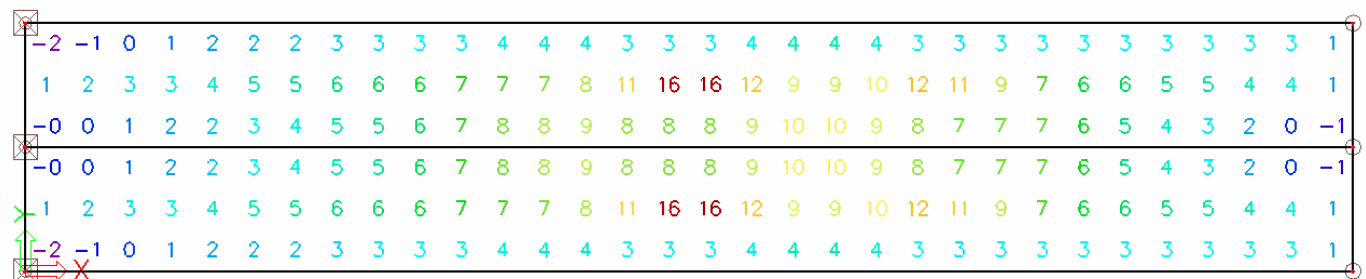 -2 -1 0 1 2 2 2 3 3 3 3 4 4 4 3 3 3 4 4 4 4 3 3 3 3 3 3 3 3 3 3 1
1 2 3 3 4 5 5 6 6 6 7 7 7 8 11 16 16 12 9 9 10 12 11 9 7 6 6 5 5 4 4 1
-0 0 1 2 2 3 4 5 5 6 7 8 8 9 8 8 8 9 10 10 9 8 7 7 7 6 5 4 3 2 0 -1
-0 0 1 2 2 3 4 5 5 6 7 8 8 9 8 8 8 9 10 10 9 8 7 7 7 6 5 4 3 2 0 -1
Y 1 2 3 3 4 5 5 6 6 6 7 7 7 8 11 16 16 12 9 9 10 12 11 9 7 6 6 5 5 4 4 1
-2 -1 0 1 2 2 2 3 3 3 3 4 4 4 3 3 3 4 4 4 4 3 3 3 3 3 3 3 3 3 3 1
X